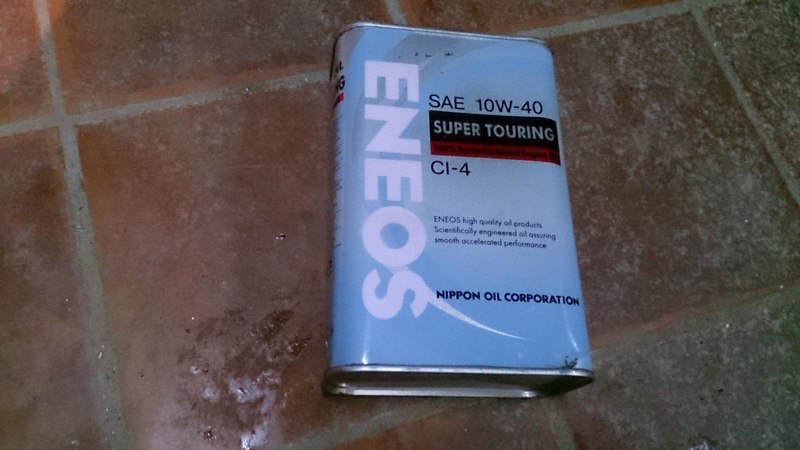 ENEOS
SAE 10W-40
SUPER TOURING
CI-4
ENEOS high quality oil products
Scientifically engineered oil assuring
smooth accelerated performance
NIPPON OIL CORPORATION